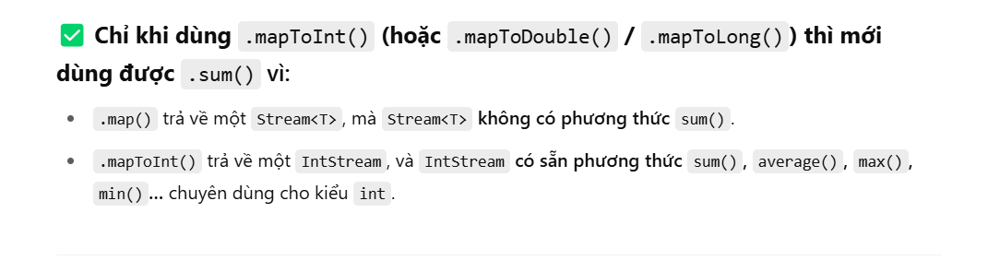 ✅ Chỉ khi dùng .mapToInt() (hoặc .mapToDouble() / .mapToLong()) thì mới
dùng được .sum() vì:
• .map() trả về một Stream<T>, mà Stream<T> không có phương thức sum().
• .mapToInt() trả về một IntStream, và IntStream có sẵn phương thức sum(), average(), max(),
min()... chuyên dùng cho kiểu int.